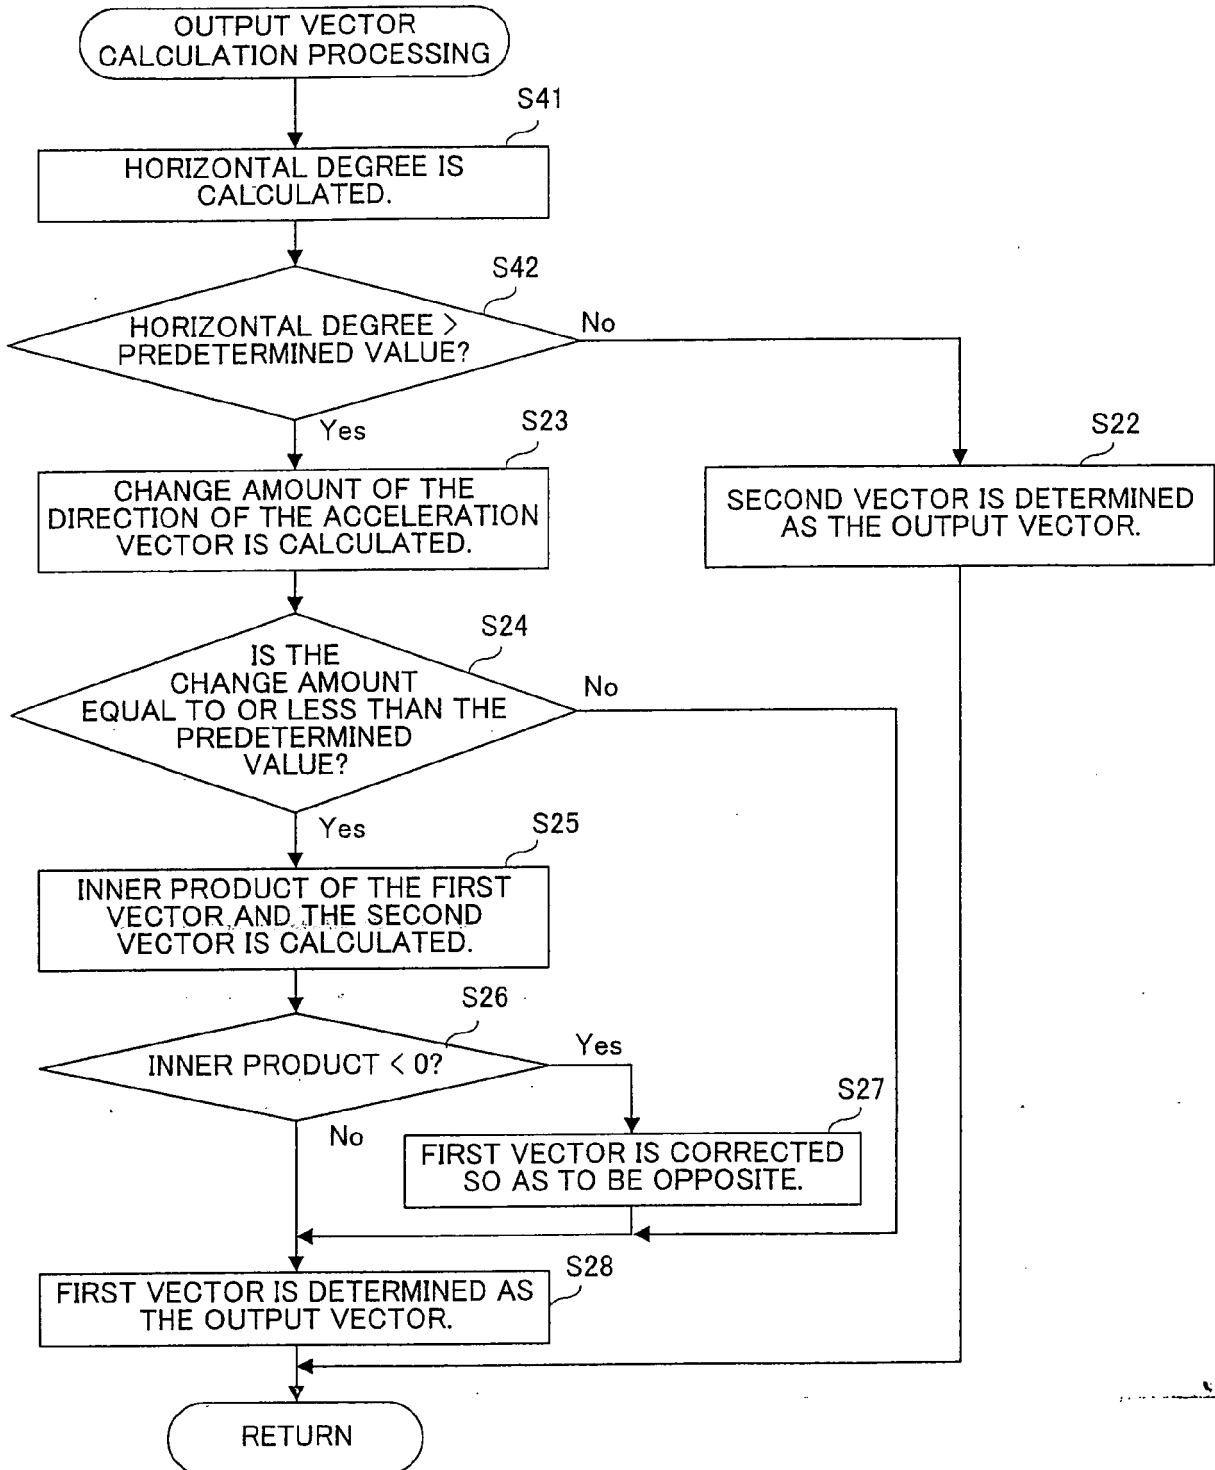 OUTPUT VECTOR
CALCULATION PROCESSING
S41
HORIZONTAL DEGREE IS
CALCULATED.
S42
HORIZONTAL DEGREE >
PREDETERMINED VALUE?
No
Yes
S23
CHANGE AMOUNT OF THE
DIRECTION OF THE ACCELERATION
VECTOR IS CALCULATED.
S22
SECOND VECTOR IS DETERMINED
AS THE OUTPUT VECTOR.
S24
IS THE
CHANGE AMOUNT
EQUAL TO OR LESS THAN THE
PREDETERMINED
VALUE?
No
Yes
S25
INNER PRODUCT OF THE FIRST
VECTOR AND THE SECOND
VECTOR IS CALCULATED.
S26
INNER PRODUCT < 0?
Yes
No
S27
FIRST VECTOR IS CORRECTED
SO AS TO BE OPPOSITE.
S28
FIRST VECTOR IS DETERMINED AS
THE OUTPUT VECTOR.
RETURN